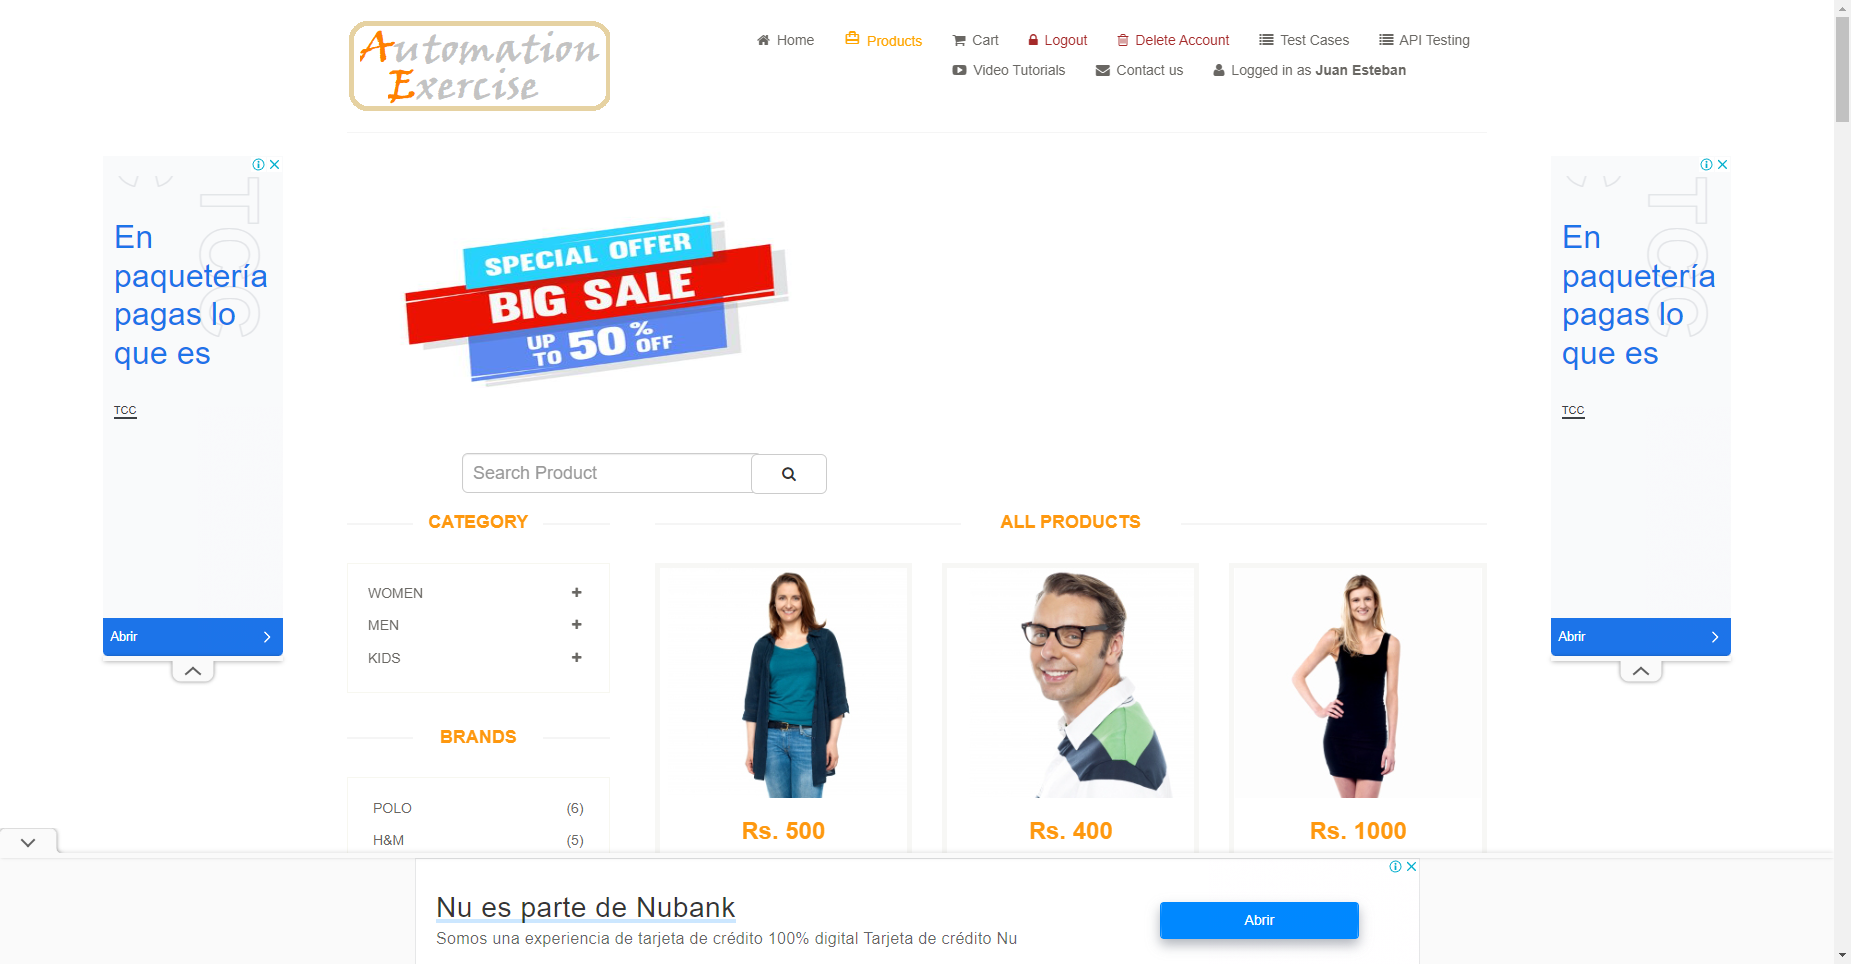 Automation
Exercise
Home
Products
Cart
Logout
Delete Account
Test Cases
API Testing
Video Tutorials
Contact us
Logged in as Juan Esteban
TCC
En
paquetería
pagas lo
que es
TCC
Abrir
SPECIAL OFFER
BIG SALE
UP TO 50% OFF
Search Product
TCC
En
paquetería
pagas lo
que es
TCC
Abrir
CATEGORY
WOMEN
MEN
KIDS
BRANDS
POLO (6)
H&M (5)
ALL PRODUCTS
Rs. 500
Rs. 400
Rs. 1000
Nu es parte de Nubank
Somos una experiencia de tarjeta de crédito 100% digital Tarjeta de crédito Nu
Abrir